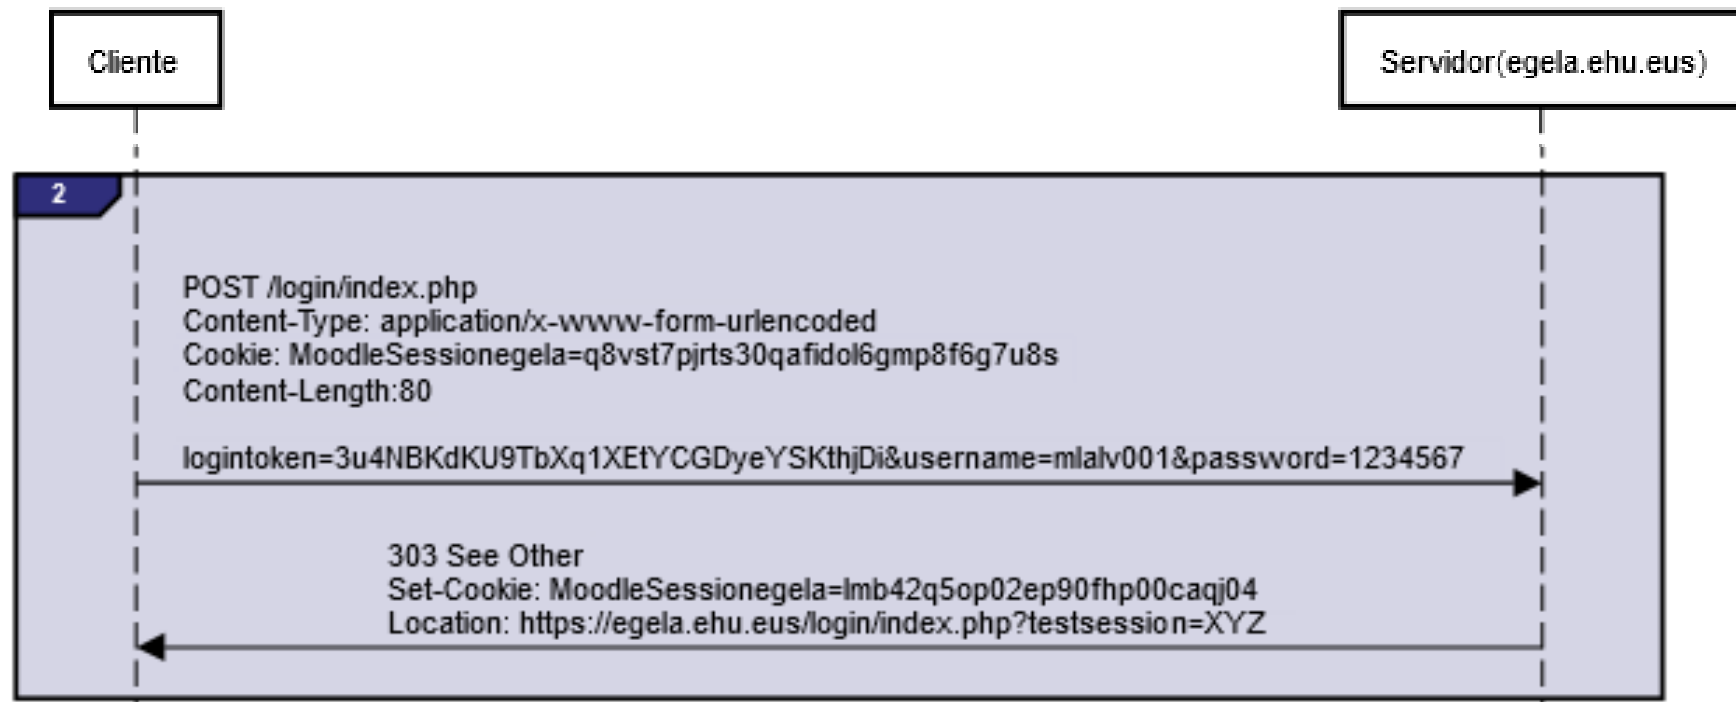 Cliente
Servidor(egela.ehu.eus)
2
POST /login/index.php
Content-Type: application/x-www-form-urlencoded
Cookie: MoodleSessionegela=q8vst7pjrts30qafidol6gmp8f6g7u8s
Content-Length:80
logintoken=3u4NBKdKU9TbXq1XEtYCGDyeYSKthjDi&username=mlalv001&password=1234567
303 See Other
Set-Cookie: MoodleSessionegela=lmb42q5op02ep90fhp00caqj04
Location: https://egela.ehu.eus/login/index.php?testsession=XYZ